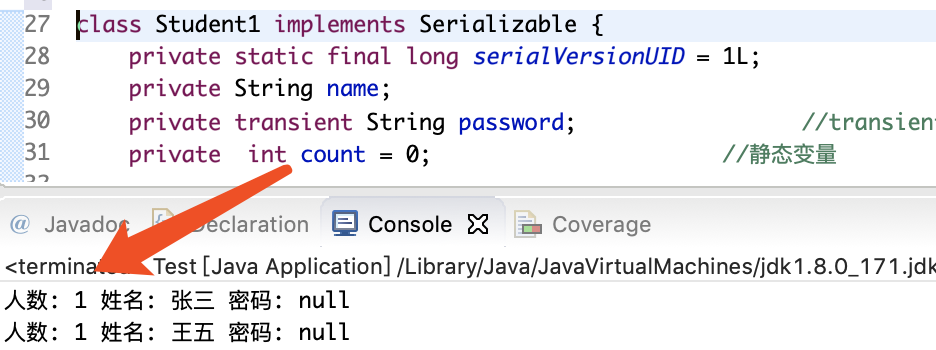 27 class Student1 implements Serializable {
28 private static final long serialVersionUID = 1L;
29 private String name;
30 private transient String password; //transient
31 private int count = 0; //静态变量
@ Javadoc Declaration Console Coverage
Test [Java Application] /Library/Java/JavaVirtualMachines/jdk1.8.0_171.jdk
人数: 1 姓名: 张三 密码: null
人数: 1 姓名: 王五 密码: null